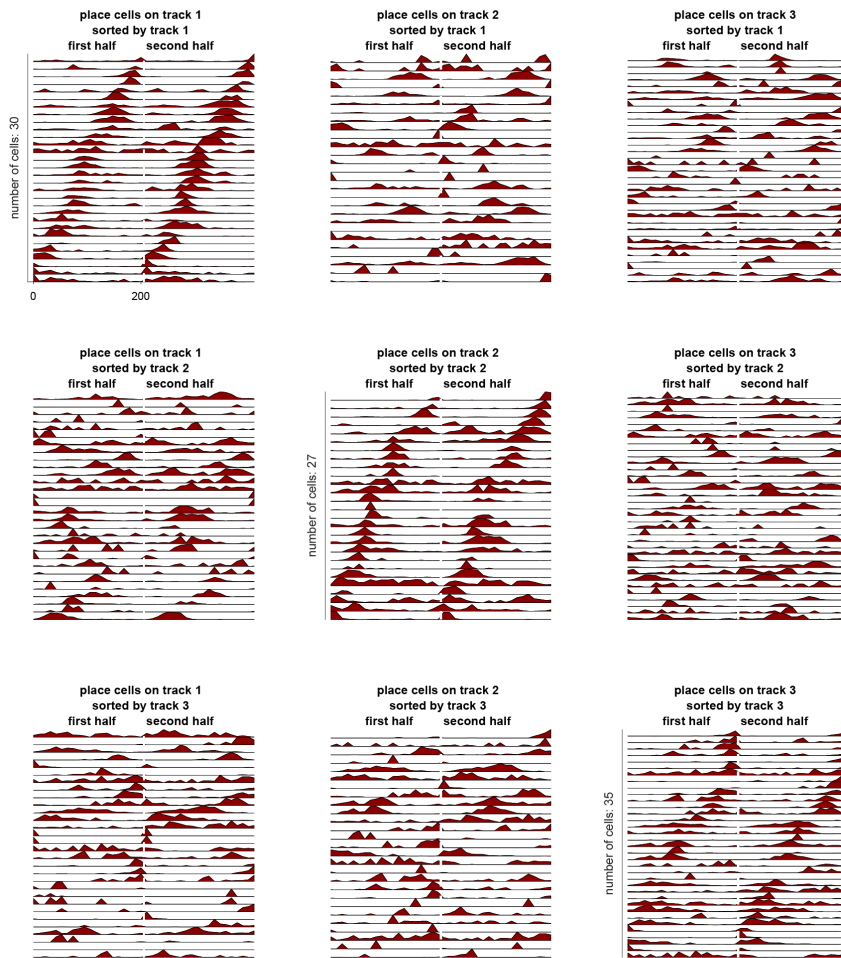 place cells on track 1
sorted by track 1
first half second half
place cells on track 2
sorted by track 1
first half second half
place cells on track 3
sorted by track 1
first half second half
number of cells: 30
0 200
place cells on track 1
sorted by track 2
first half second half
place cells on track 2
sorted by track 2
first half second half
place cells on track 3
sorted by track 2
first half second half
number of cells: 27
place cells on track 1
sorted by track 3
first half second half
place cells on track 2
sorted by track 3
first half second half
place cells on track 3
sorted by track 3
first half second half
number of cells: 35